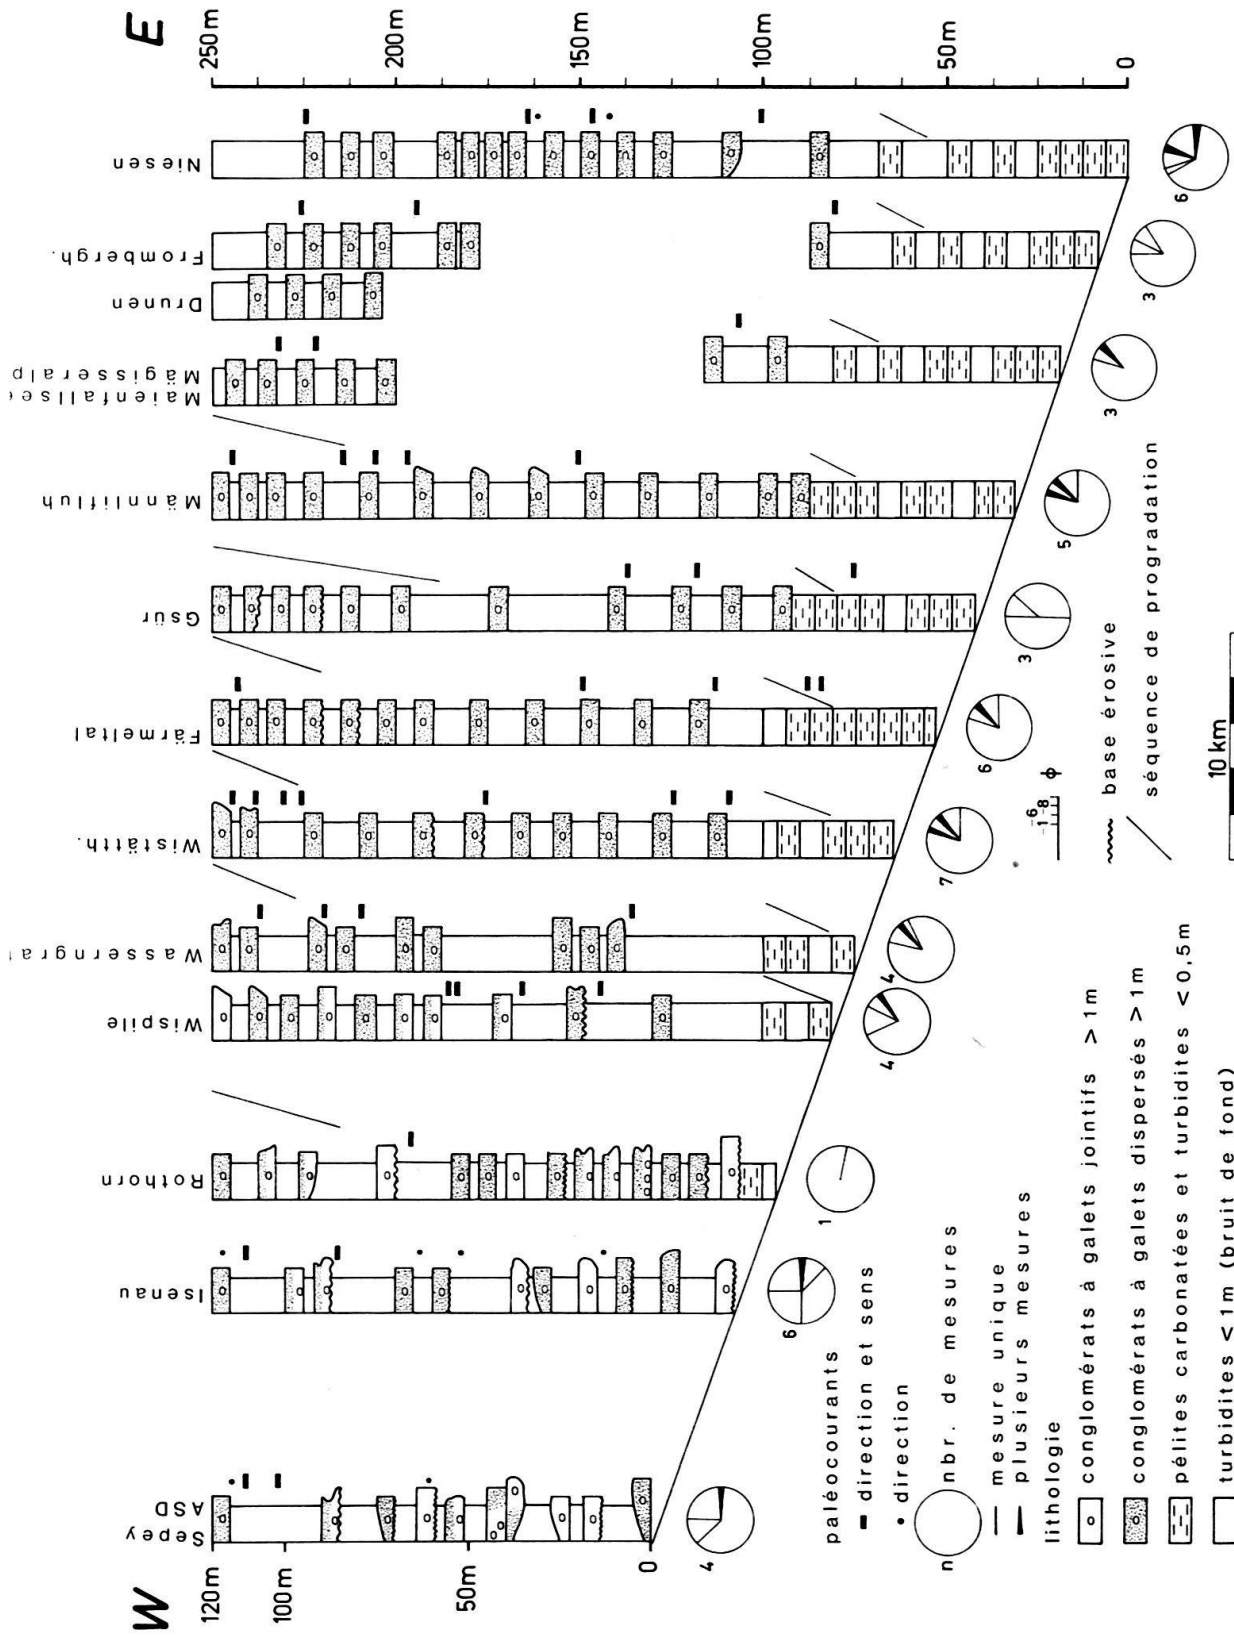 W
E
120m
100m
50m
0
250m
200m
150m
100m
50m
0
Sepey
ASD
Isenau
Rothorn
Wispile
Wasserngra
Wistätth.
Färmeltal
Gsür
Männlifluh
Maienfallsee
Mägisseralp
Drunen
Frombergh.
Niesen
4
6
1
4
4
7
6
3
5
3
3
6
paléocourants
direction et sens
direction
n
nbr. de mesures
mesure unique
plusieurs mesures
lithologie
conglomérats à galets jointifs >1m
conglomérats à galets dispersés >1m
pélites carbonatées et turbidites <0,5m
turbidites <1m (bruit de fond)
-6
-8
Φ
-1
base érosive
séquence de progradation
10 km